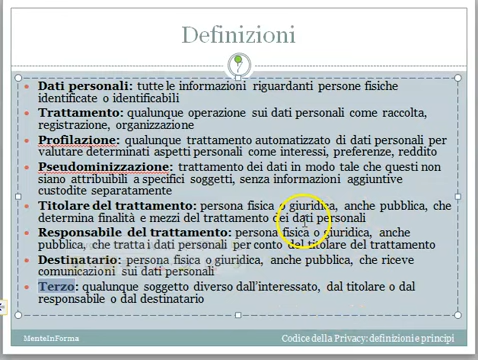 Definizioni
• Dati personali: tutte le informazioni riguardanti persone fisiche
identificate o identificabili
• Trattamento: qualunque operazione sui dati personali come raccolta,
registrazione, organizzazione
• Profilazione: qualunque trattamento automatizzato di dati personali per
valutare determinati aspetti personali come interessi, preferenze, reddito
• Pseudominizzazione: trattamento dei dati in modo tale che questi non
siano attribuibili a specifici soggetti, senza informazioni aggiuntive
custodite separatamente
• Titolare del trattamento: persona fisica o giuridica, anche pubblica, che
determina finalità e mezzi del trattamento dei dati personali
• Responsabile del trattamento: persona fisica o giuridica, anche
pubblica, che tratta i dati personali per conto del titolare del trattamento
• Destinatario: persona fisica o giuridica, anche pubblica, che riceve
comunicazioni sui dati personali
• Terzo: qualunque soggetto diverso dall'interessato, dal titolare o dal
responsabile o dal destinatario
MenteInForma
Codice della Privacy: definizioni e principi